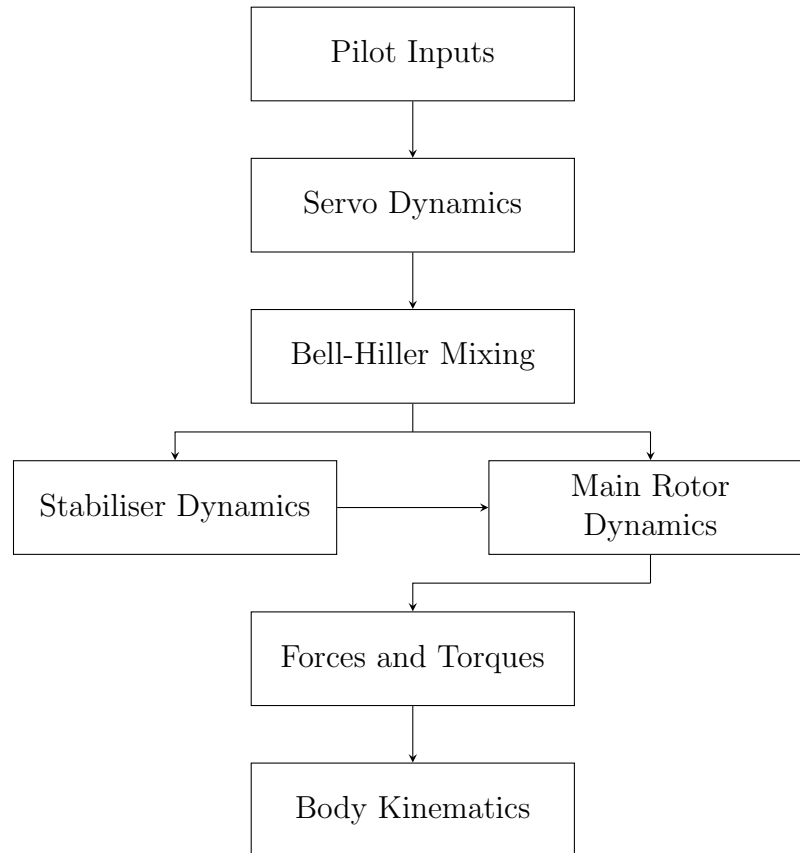 Pilot Inputs
Servo Dynamics
Bell-Hiller Mixing
Stabiliser Dynamics
Main Rotor
Dynamics
Forces and Torques
Body Kinematics